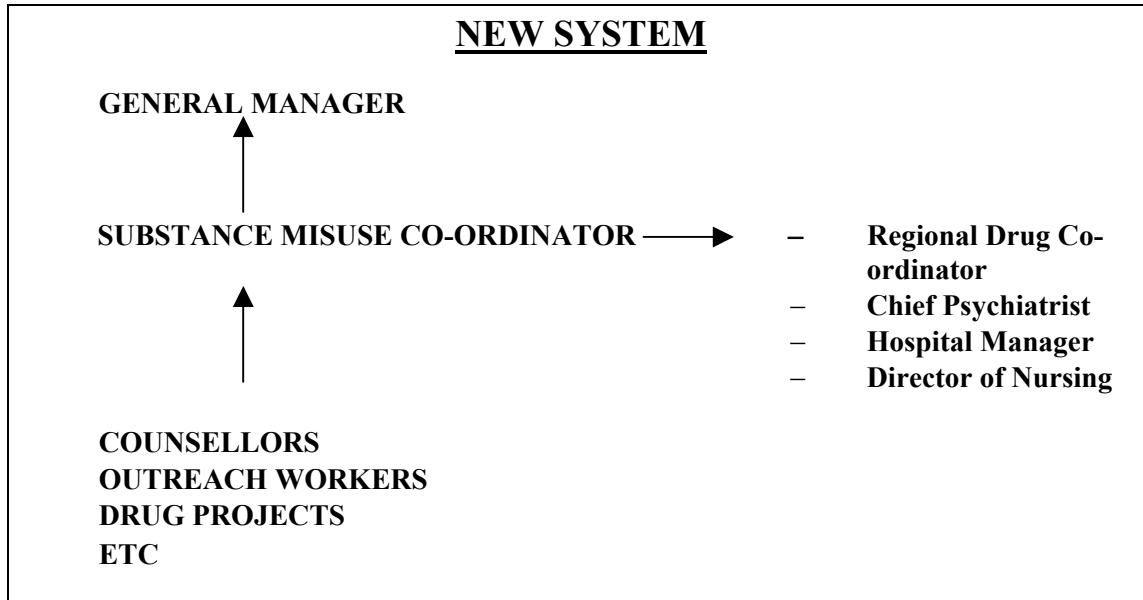 NEW SYSTEM
GENERAL MANAGER
SUBSTANCE MISUSE CO-ORDINATOR
– Regional Drug Co-
ordinator
– Chief Psychiatrist
– Hospital Manager
– Director of Nursing
COUNSELLORS
OUTREACH WORKERS
DRUG PROJECTS
ETC